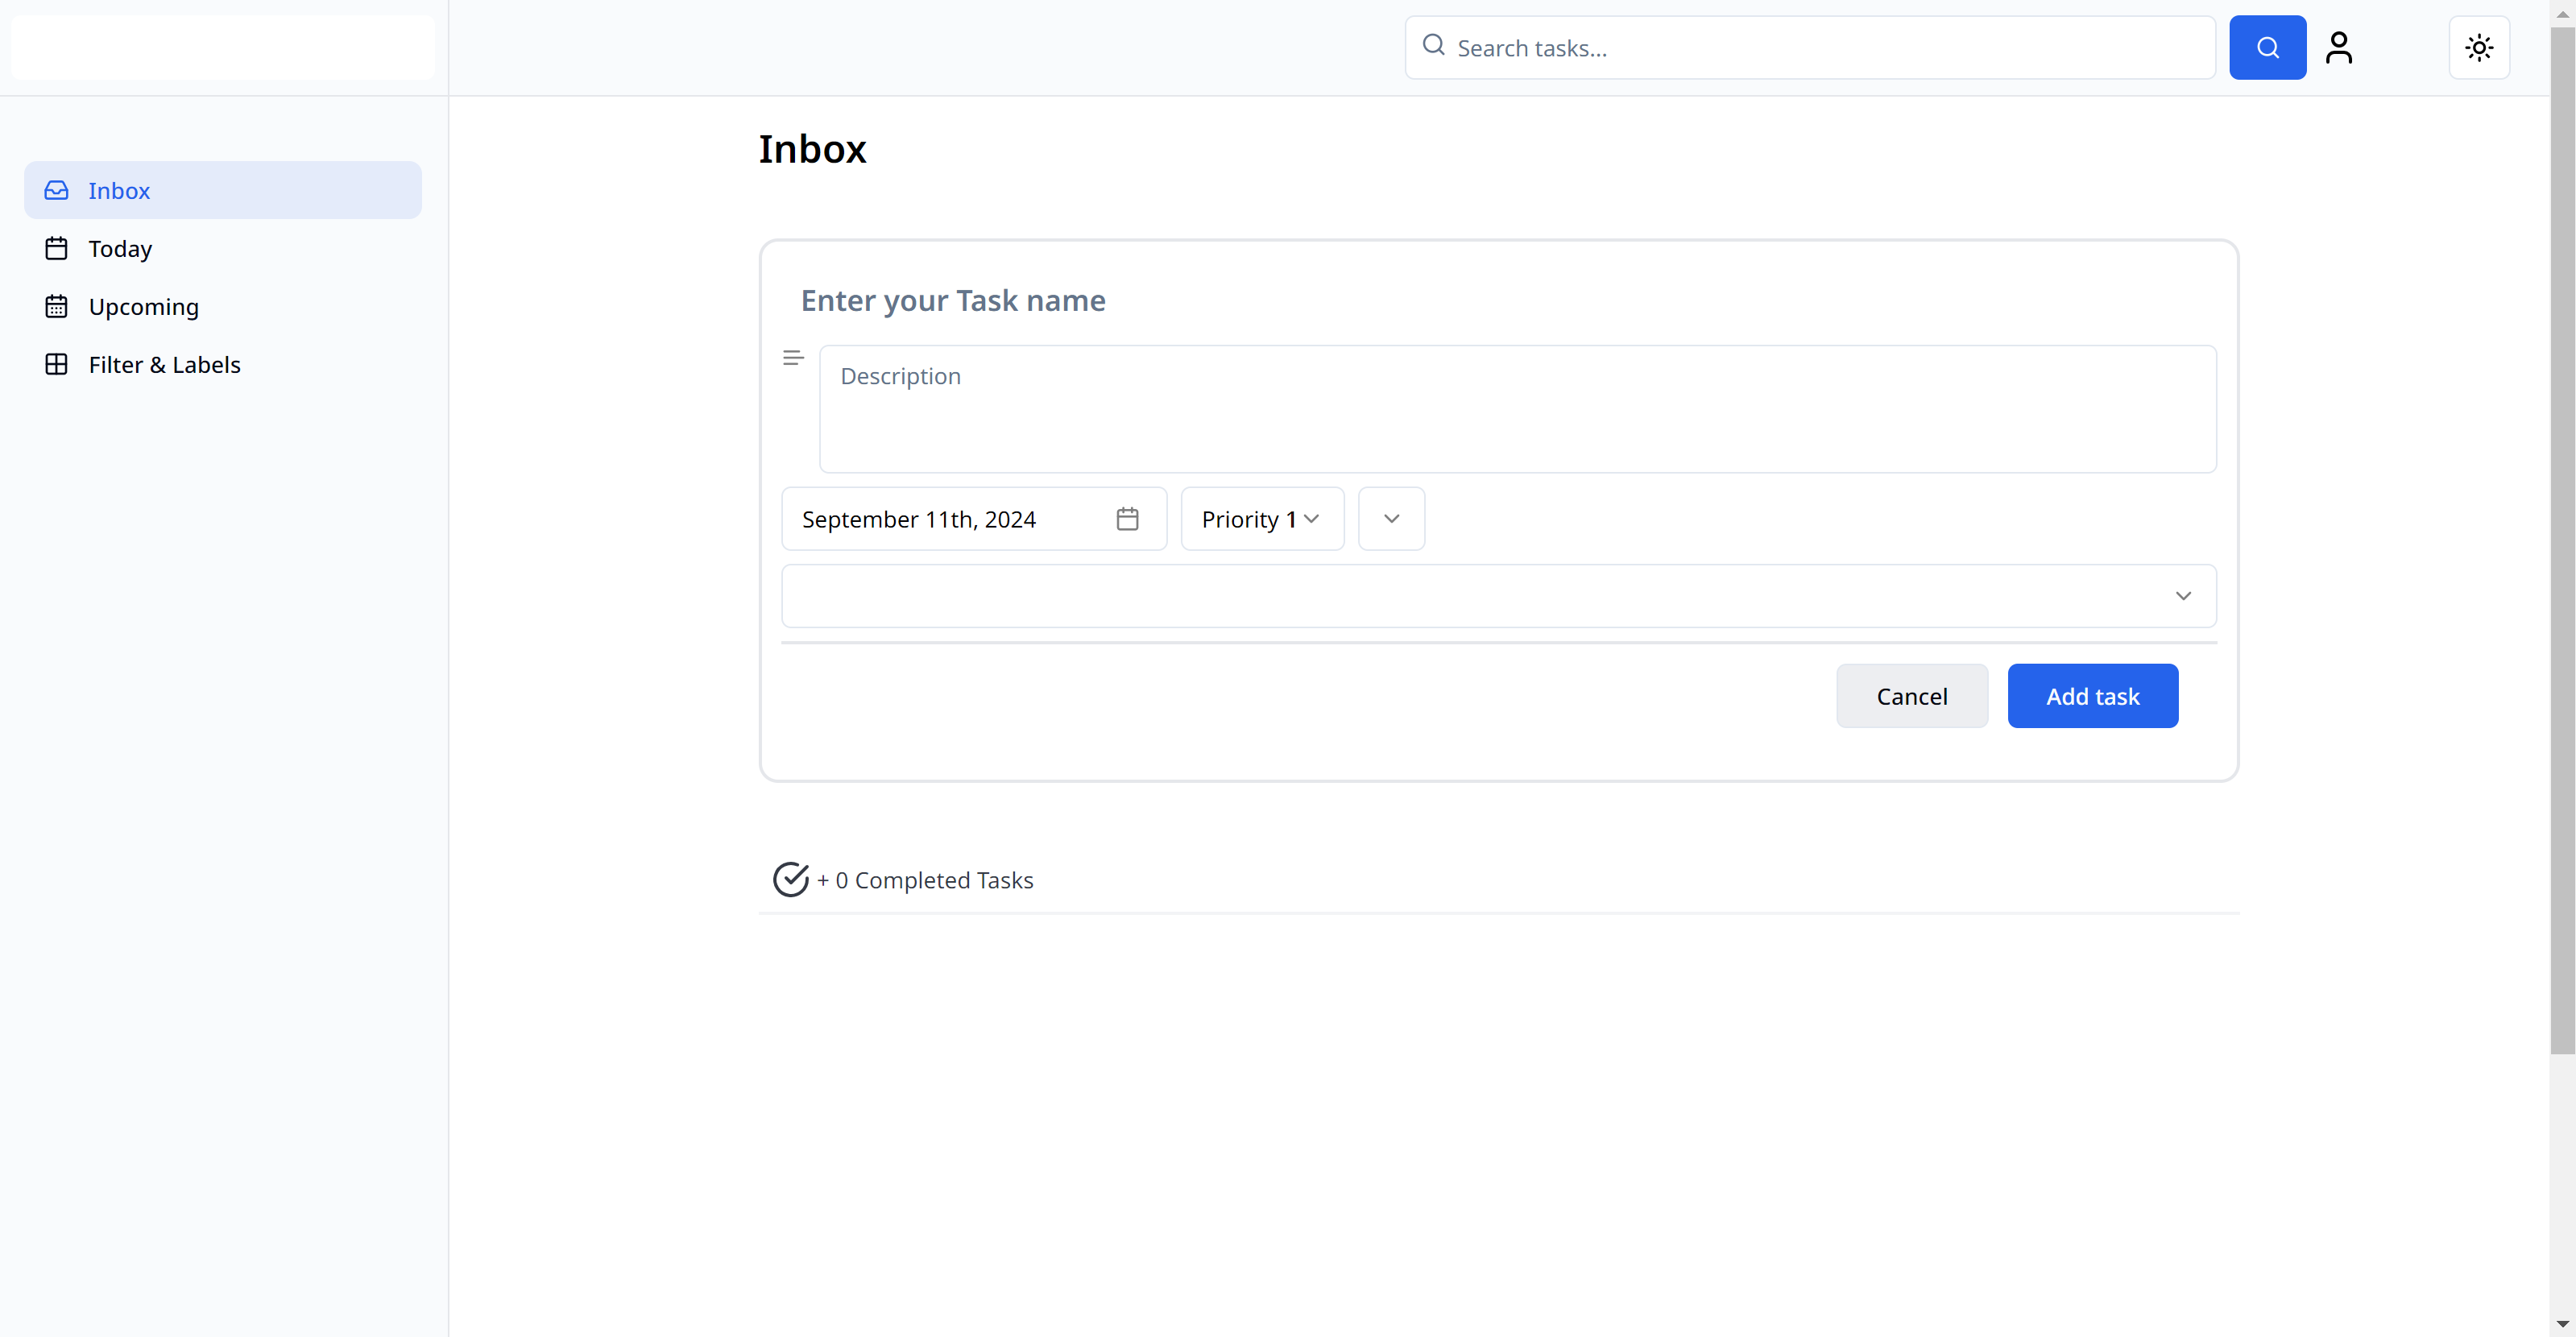 Search tasks...
Inbox
Today
Upcoming
Filter & Labels
Inbox
Enter your Task name
Description
September 11th, 2024
Priority 1
Cancel
Add task
+ 0 Completed Tasks